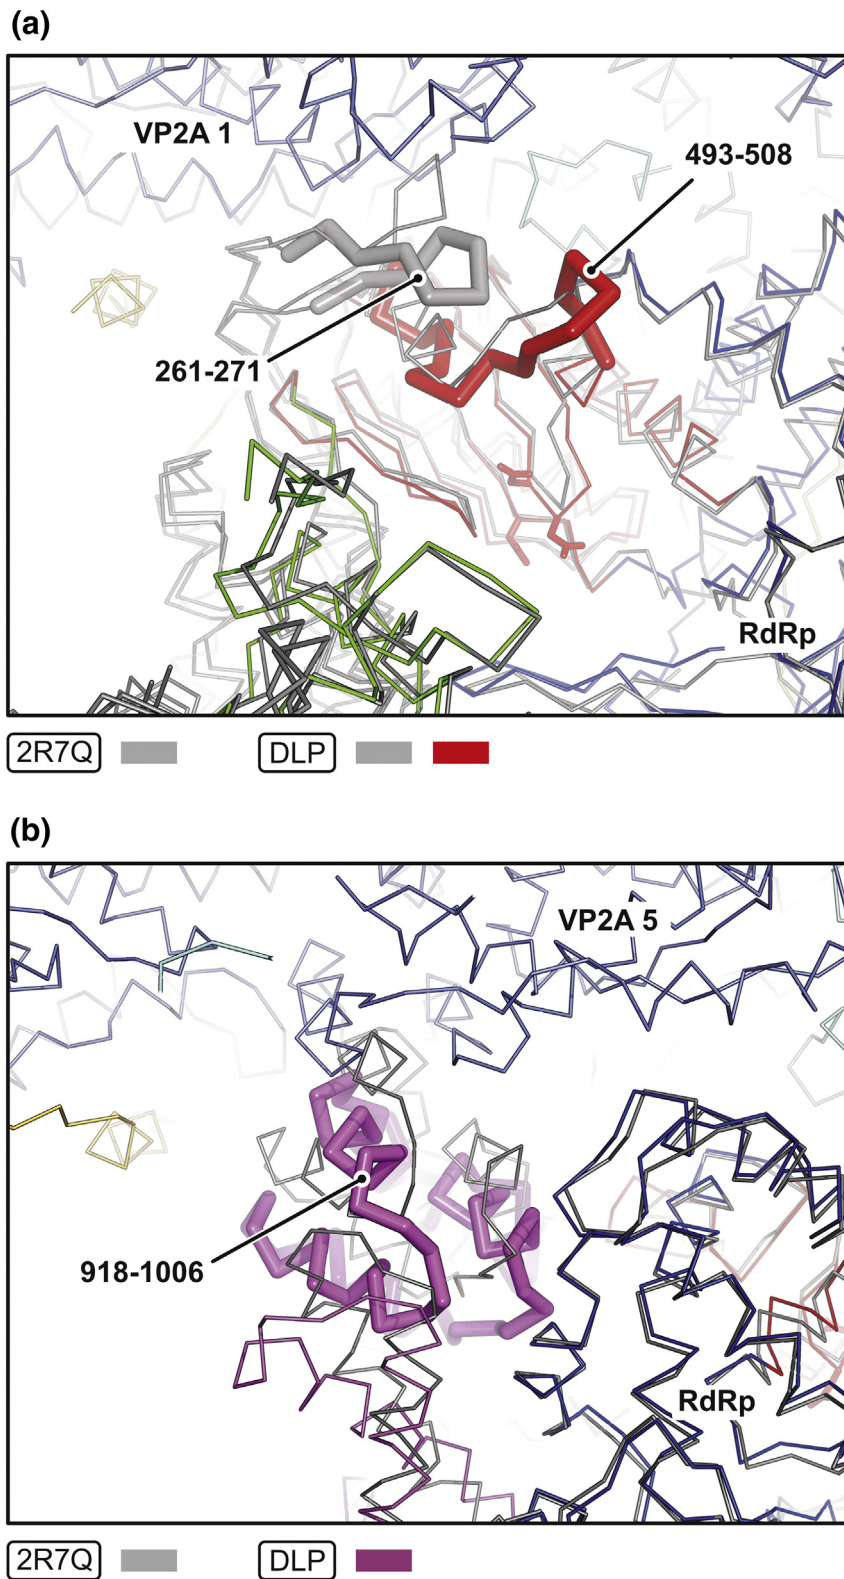 (a)
VP2A 1
493-508
261-271
RdRp
2R7Q DLP
(b)
VP2A 5
918-1006
RdRp
2R7Q DLP